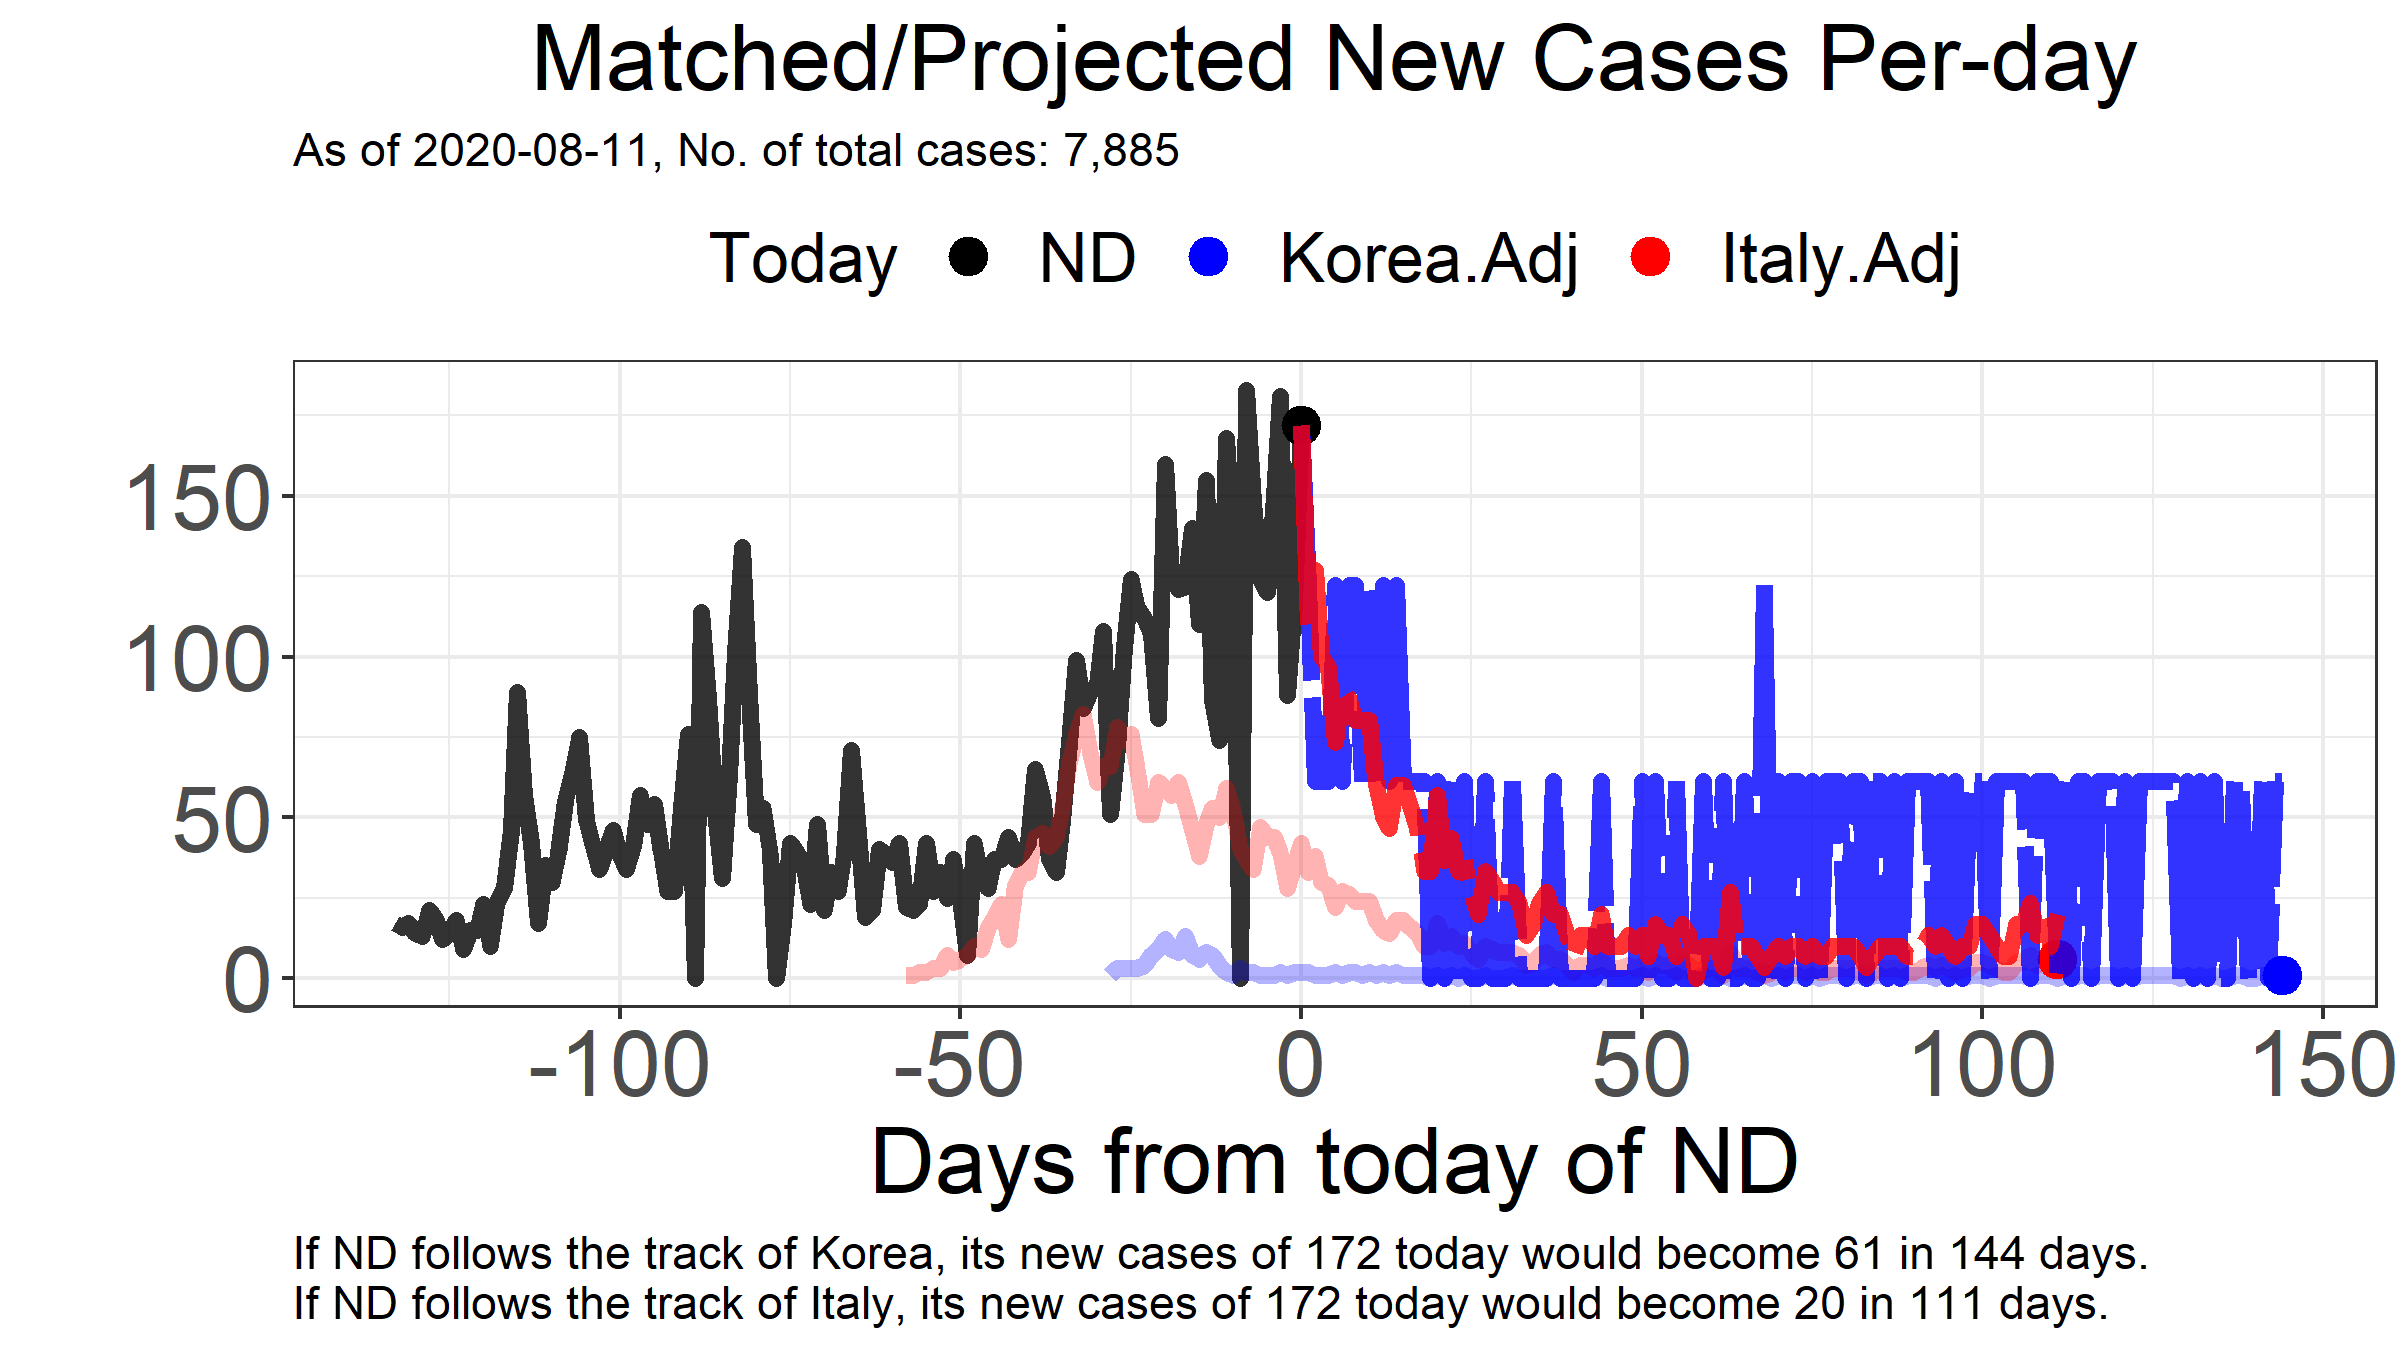 Matched/Projected New Cases Per-day
As of 2020-08-11, No. of total cases: 7,885
Today ND Korea.Adj Italy.Adj
150
100
50
0
-100 -50 0 50 100 150
Days from today of ND
If ND follows the track of Korea, its new cases of 172 today would become 61 in 144 days.
If ND follows the track of Italy, its new cases of 172 today would become 20 in 111 days.